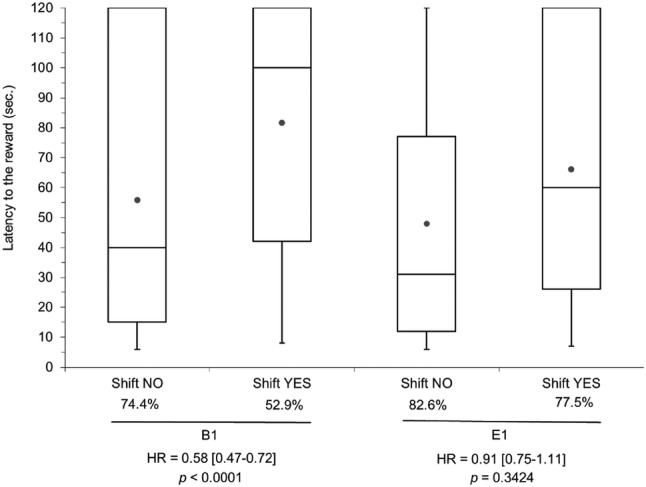 Latency to the reward (sec.)
120
110
100
90
80
70
60
50
40
30
20
10
0
Shift NO Shift YES Shift NO Shift YES
74.4% 52.9% 82.6% 77.5%
B1 E1
HR = 0.58 [0.47-0.72] HR = 0.91 [0.75-1.11]
p < 0.0001 p = 0.3424